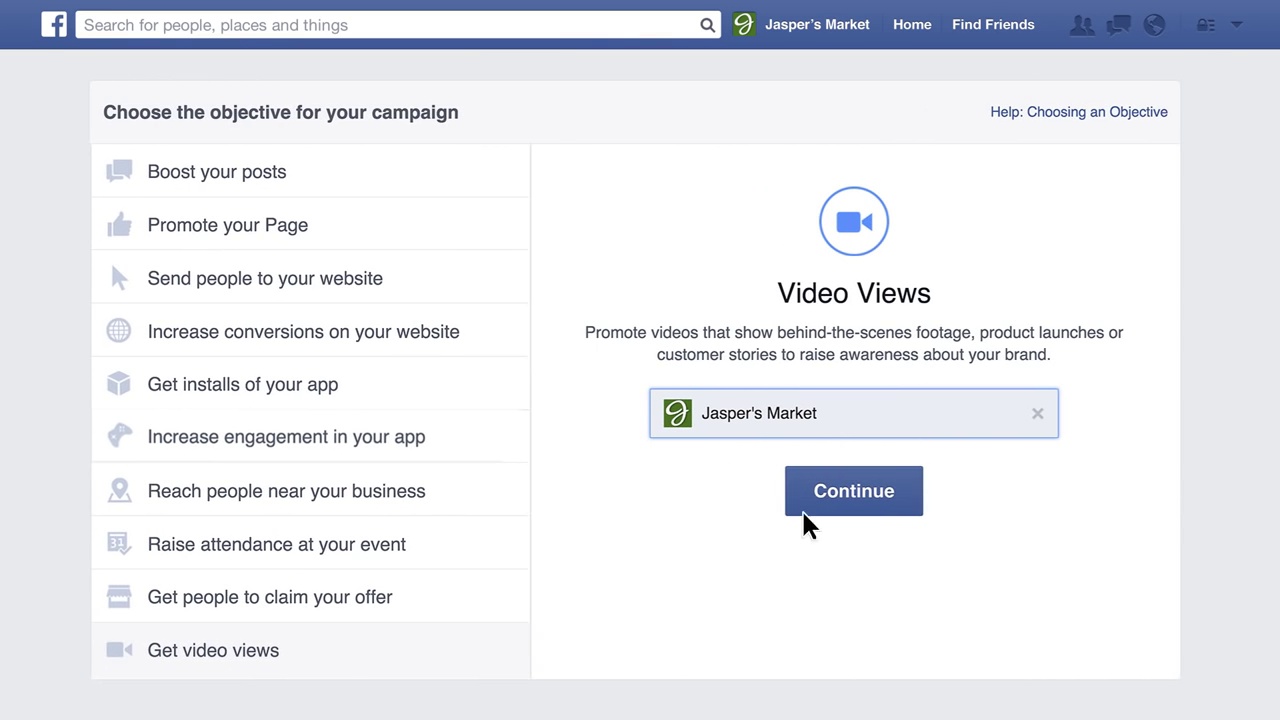 Search for people, places and things
Jasper's Market
Home
Find Friends
Choose the objective for your campaign
Help: Choosing an Objective
Boost your posts
Promote your Page
Send people to your website
Increase conversions on your website
Get installs of your app
Increase engagement in your app
Reach people near your business
31
Raise attendance at your event
Get people to claim your offer
Get video views
Video Views
Promote videos that show behind-the-scenes footage, product launches or
customer stories to raise awareness about your brand.
Jasper's Market
Continue